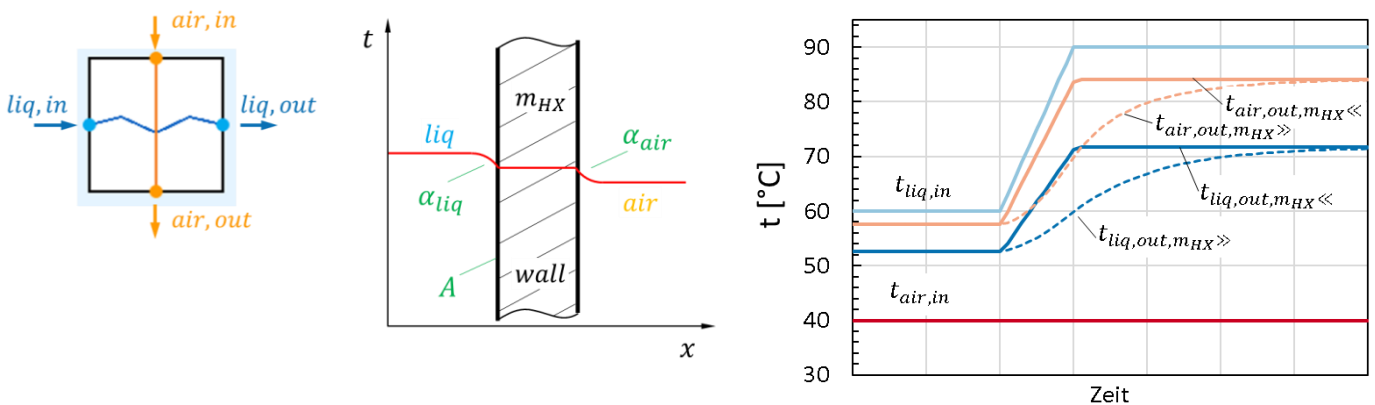 air, in
liq, in
liq, out
air, out
t
m_HX
liq
α_air
α_liq
air
A
wall
x
t [°C]
90
80
70
60
50
40
30
t_air,out,m_HX≪
t_air,out,m_HX≫
t_liq,in
t_liq,out,m_HX≪
t_liq,out,m_HX≫
t_air,in
Zeit